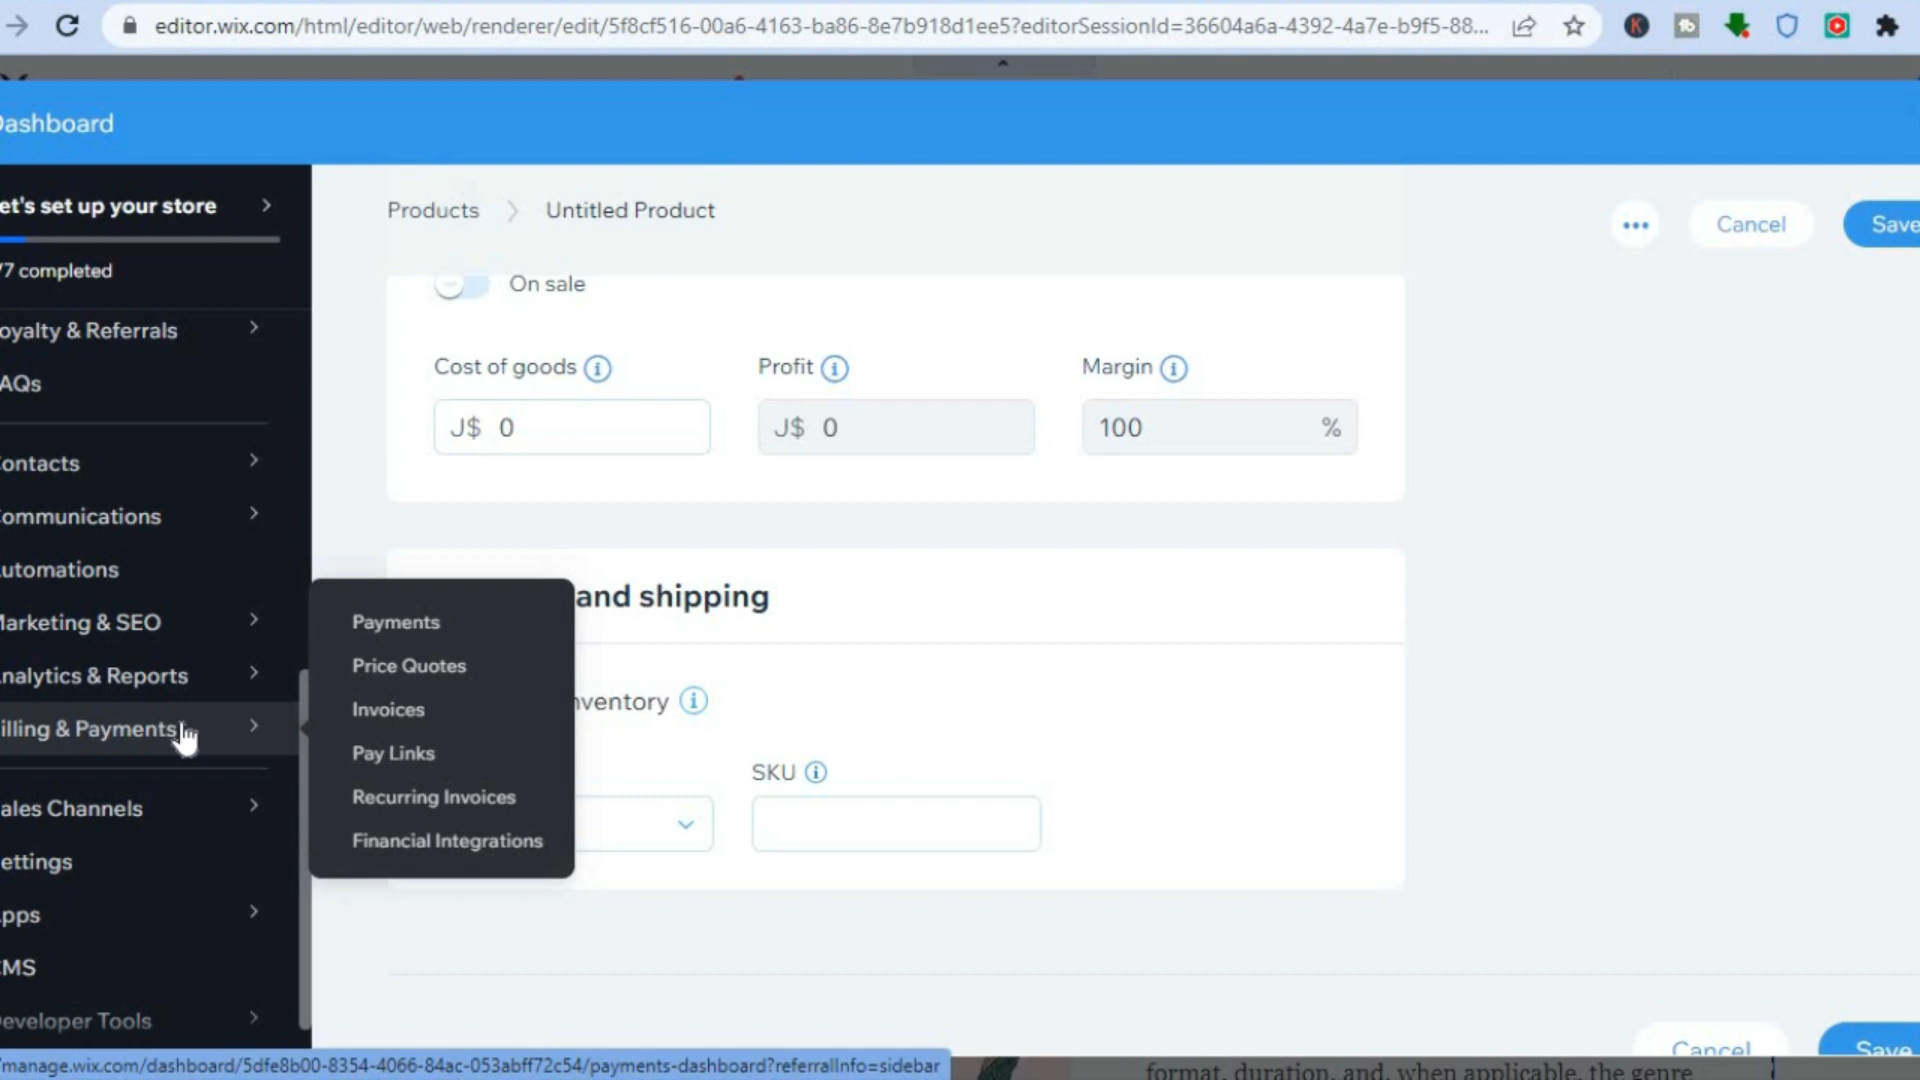 editor.wix.com/html/editor/web/renderer/edit/5f8cf516-00a6-4163-ba86-8e7b918d1ee5?editorSessionId=36604a6a-4392-4a7e-b9f5-88...
Dashboard
et's set up your store
/7 completed
oyalty & Referrals
AQs
ontacts
ommunications
utomations
Marketing & SEO
nalytics & Reports
illing & Payments
ales Channels
ettings
pps
CMS
eveloper Tools
Payments
Price Quotes
Invoices
Pay Links
Recurring Invoices
Financial Integrations
Products > Untitled Product
... Cancel Save
On sale
Cost of goods Profit Margin
J$ 0 J$ 0 100 %
and shipping
nventory
SKU
Cancel Save
manage.wix.com/dashboard/5dfe8b00-8354-4066-84ac-053abff72c54/payments-dashboard?referralInfo=sidebar
format, duration, and, when applicable, the genre